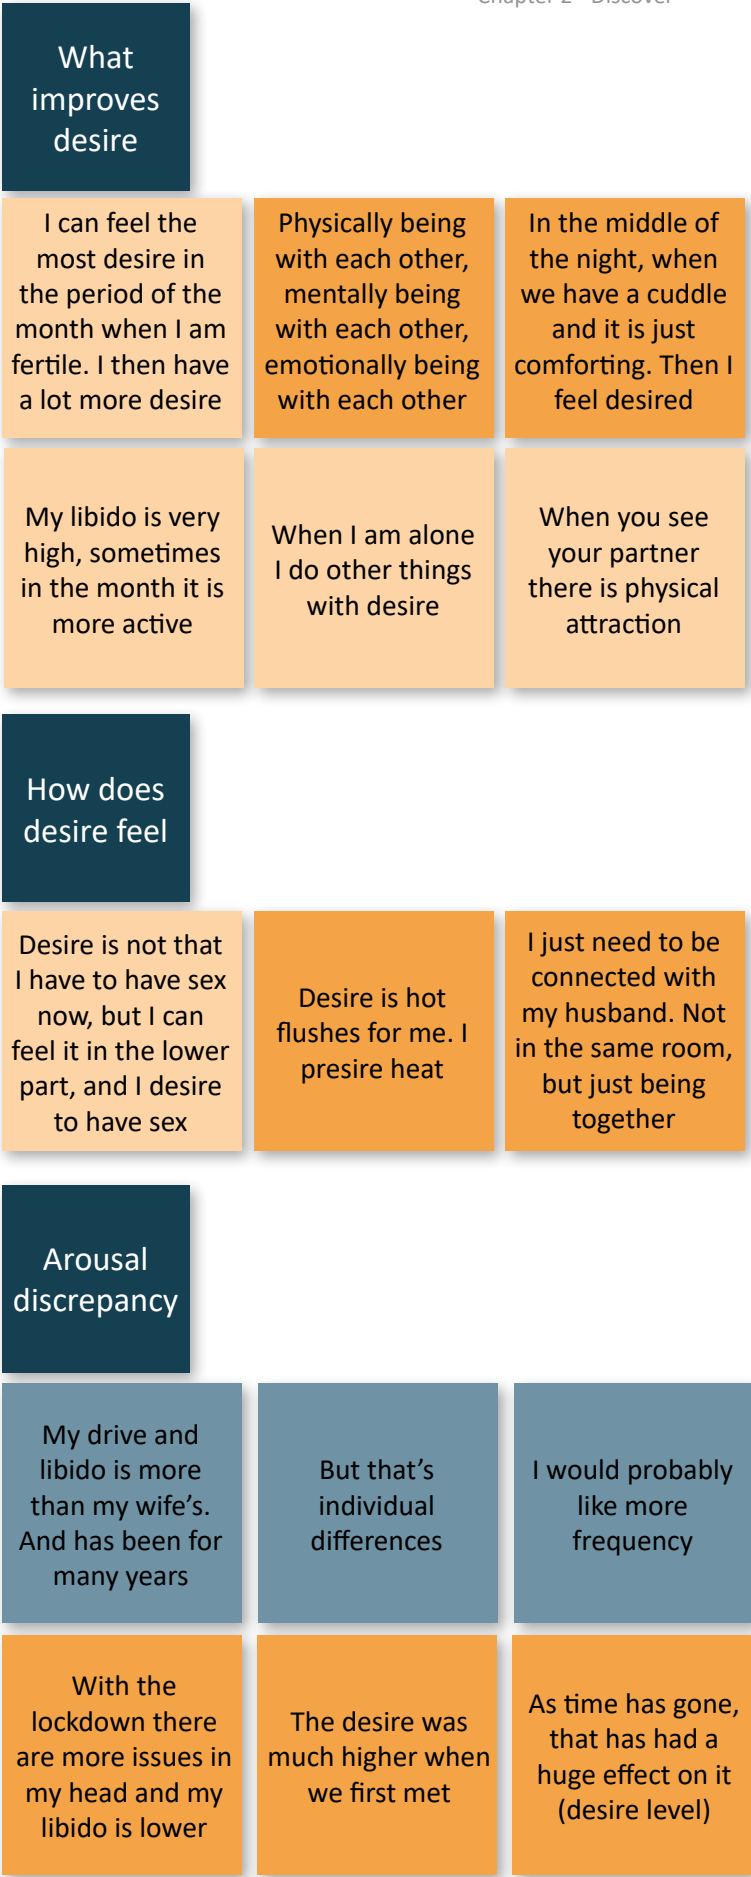 Chapter 2 - Discover
What
improves
desire
I can feel the
most desire in
the period of the
month when I am
fertile. I then have
a lot more desire
Physically being
with each other,
mentally being
with each other,
emotionally being
with each other
In the middle of
the night, when
we have a cuddle
and it is just
comforting. Then I
feel desired
My libido is very
high, sometimes
in the month it is
more active
When I am alone
I do other things
with desire
When you see
your partner
there is physical
attraction
How does
desire feel
Desire is not that
I have to have sex
now, but I can
feel it in the lower
part, and I desire
to have sex
Desire is hot
flushes for me. I
presire heat
I just need to be
connected with
my husband. Not
in the same room,
but just being
together
Arousal
discrepancy
My drive and
libido is more
than my wife's.
And has been for
many years
But that's
individual
differences
I would probably
like more
frequency
With the
lockdown there
are more issues in
my head and my
libido is lower
The desire was
much higher when
we first met
As time has gone,
that has had a
huge effect on it
(desire level)